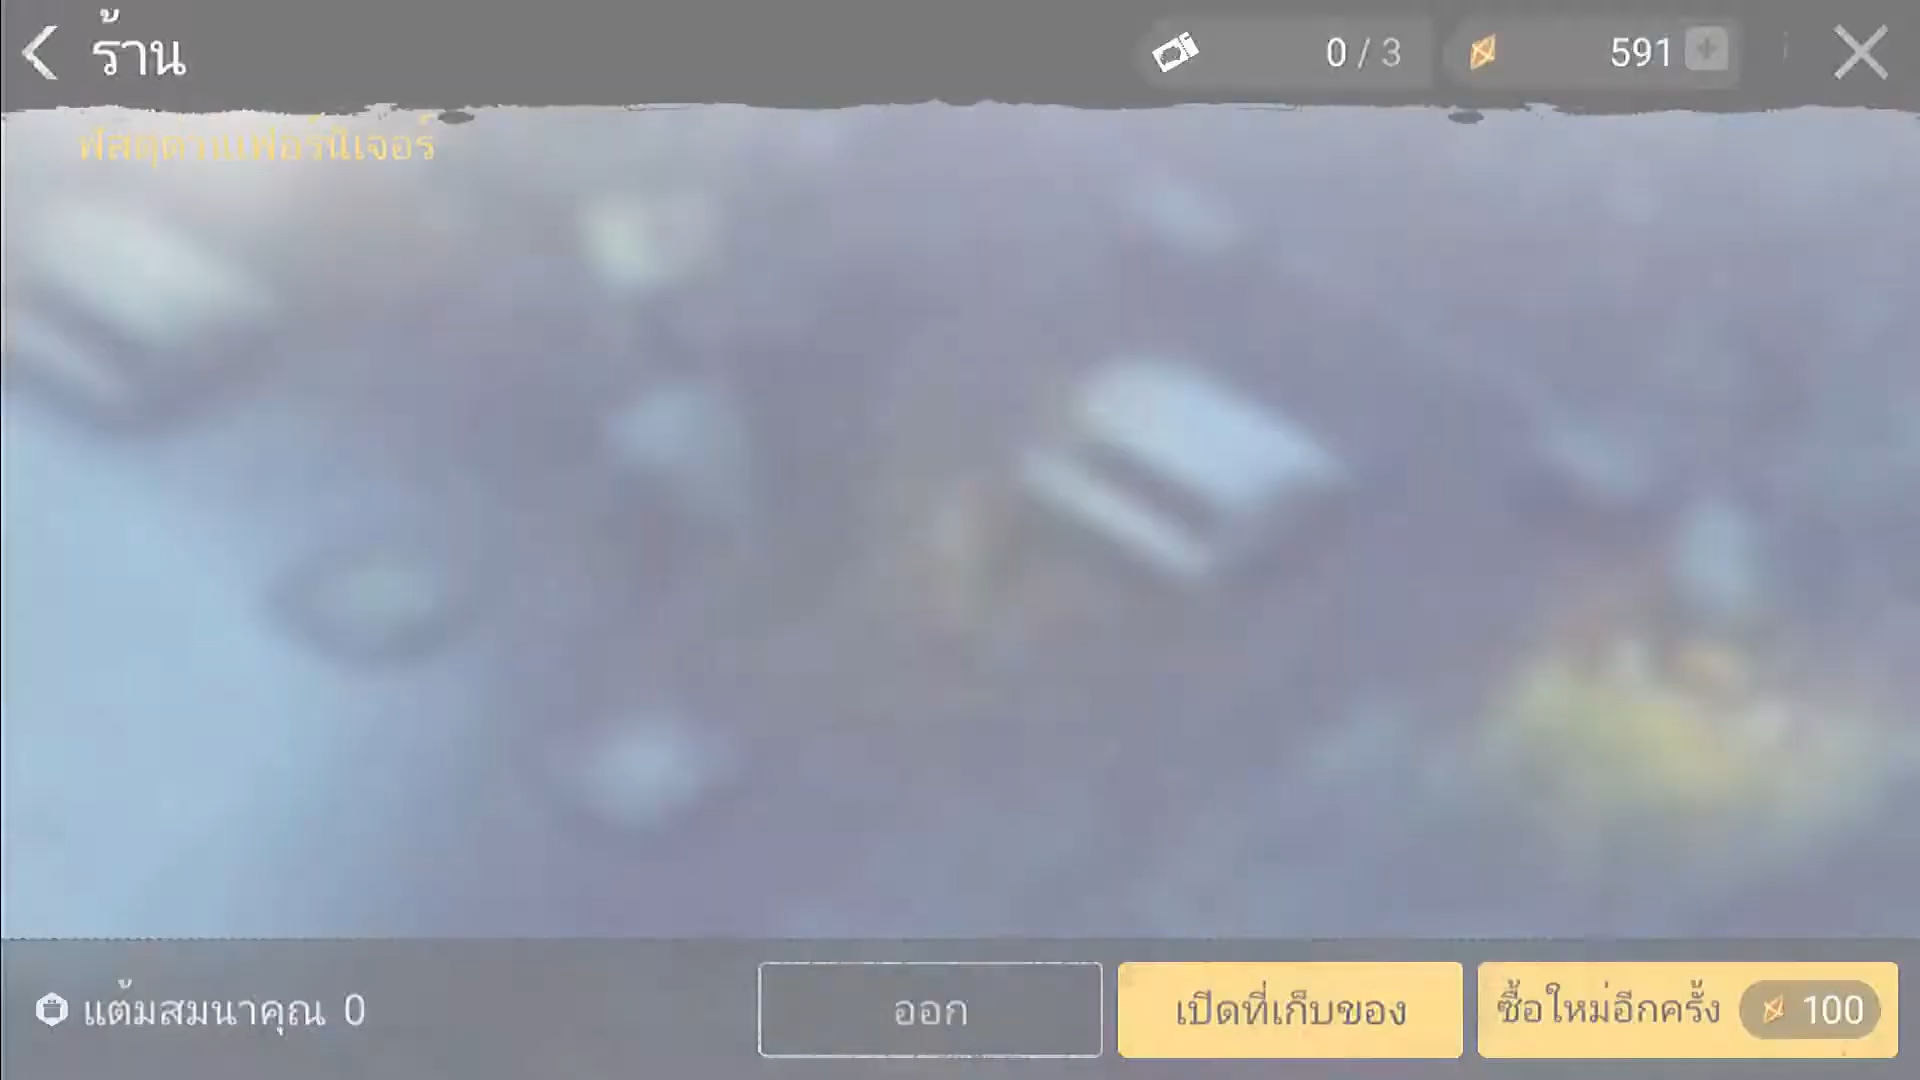 ร้าน
0 / 3
591
แต้มสมนาคุณ 0
ออก
เปิดที่เก็บของ
ซื้อใหม่อีกครั้ง
100